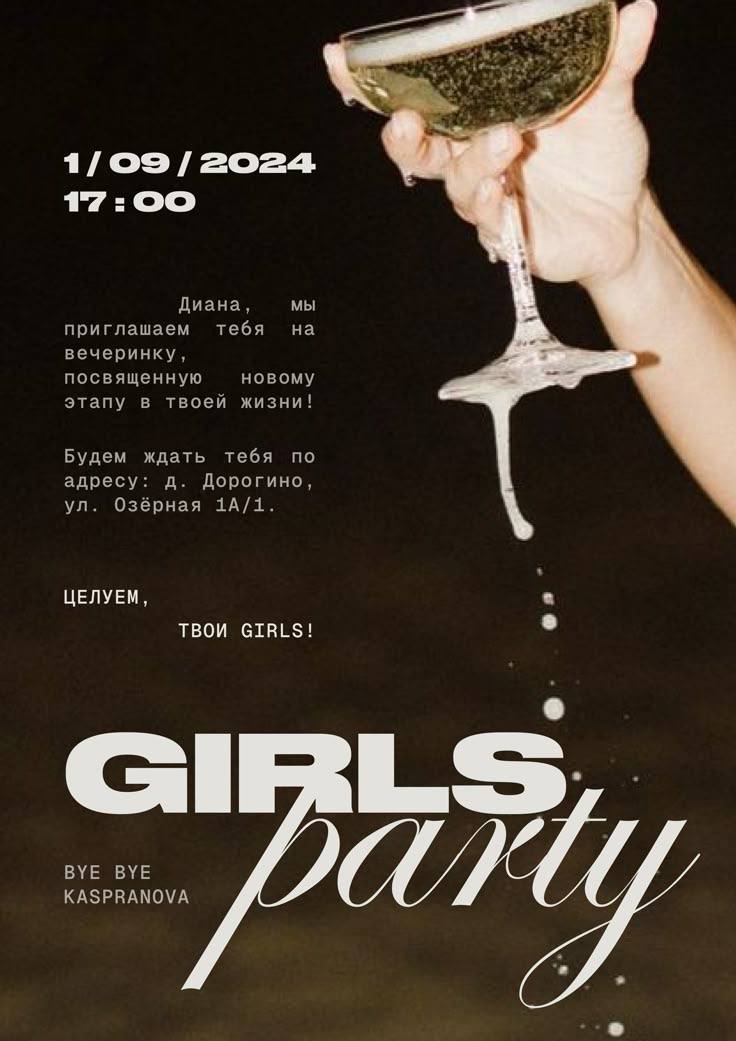 1/09/2024
17:00
Диана, мы
приглашаем тебя на
вечеринку,
посвященную новому
этапу в твоей жизни!
Будем ждать тебя по
адресу: д. Дорогино,
ул. Озёрная 1А/1.
ЦЕЛУЕМ,
ТВОИ GIRLS!
GIRLS
party
BYE BYE
KASPRANOVA